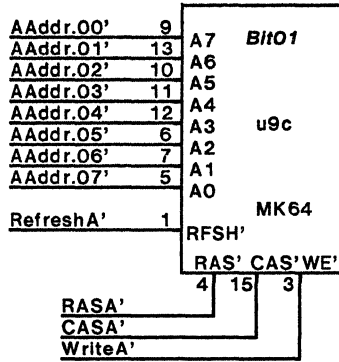 AAddr.00' 9 A7 Bit01
AAddr.01' 13 A6
AAddr.02' 10 A5
AAddr.03' 11 A4
AAddr.04' 12 A3 u9c
AAddr.05' 6 A2
AAddr.06' 7 A1
AAddr.07' 5 A0
MK64
RefreshA' 1 RFSH'
RAS' CAS' WE'
4 15 3
RASA'
CASA'
WriteA'